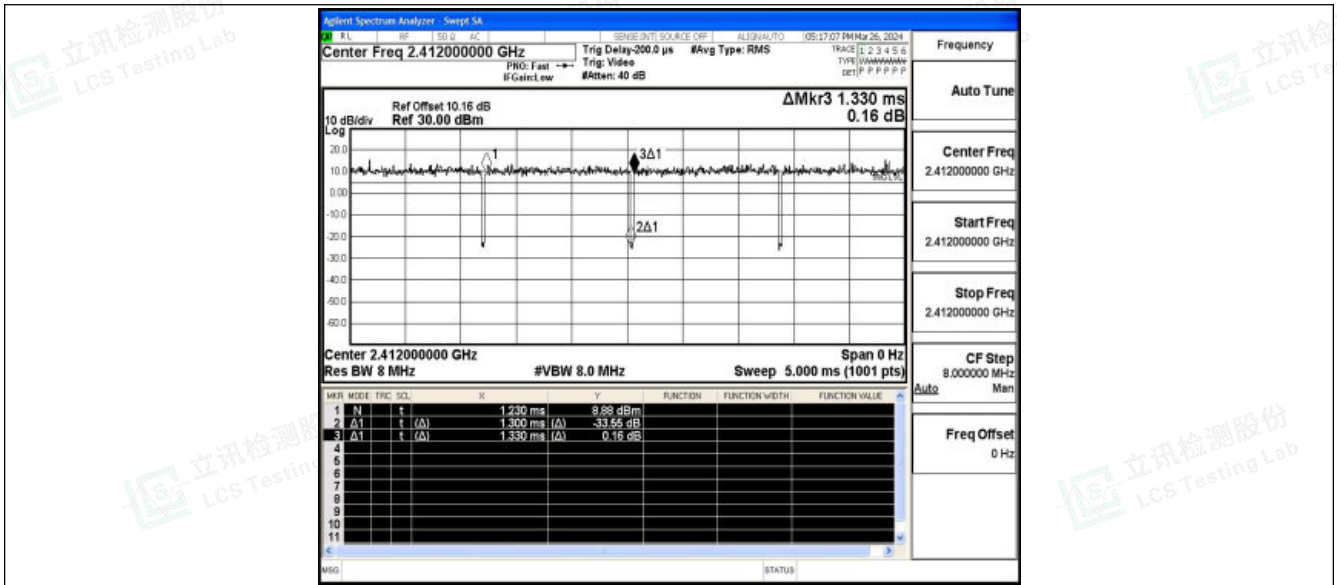 Agilent Spectrum Analyzer - Swept SA
RL RF 50 Ω AC SENSE:INT SOURCE OFF ALIGNAUTO 05:17:07 PM Mar 26, 2024
Center Freq 2.412000000 GHz
PNO: Fast
IFGain:Low
Trig Delay-200.0 µs
Trig: Video
#Atten: 40 dB
#Avg Type: RMS
TRACE 1 2 3 4 5 6
TYPE
DET P P P P P P
Ref Offset 10.16 dB
10 dB/div Ref 30.00 dBm
Log
ΔMkr3 1.330 ms
0.16 dB
20.0
10.0
0.00
-10.0
-20.0
-30.0
-40.0
-50.0
-60.0
1
3Δ1
2Δ1
Center 2.412000000 GHz Span 0 Hz
Res BW 8 MHz #VBW 8.0 MHz Sweep 5.000 ms (1001 pts)
MKR MODE TRC SCL X Y FUNCTION FUNCTION WIDTH FUNCTION VALUE
1 N t 1.230 ms 8.88 dBm
2 Δ1 t (Δ) 1.300 ms (Δ) -33.55 dB
3 Δ1 t (Δ) 1.330 ms (Δ) 0.16 dB
4
5
6
7
8
9
10
11
MSG STATUS
Frequency
Auto Tune
Center Freq
2.412000000 GHz
Start Freq
2.412000000 GHz
Stop Freq
2.412000000 GHz
CF Step
8.000000 MHz
Auto Man
Freq Offset
0 Hz
立讯检测股份
LCS Testing Lab
立讯检测股份
LCS Testing Lab